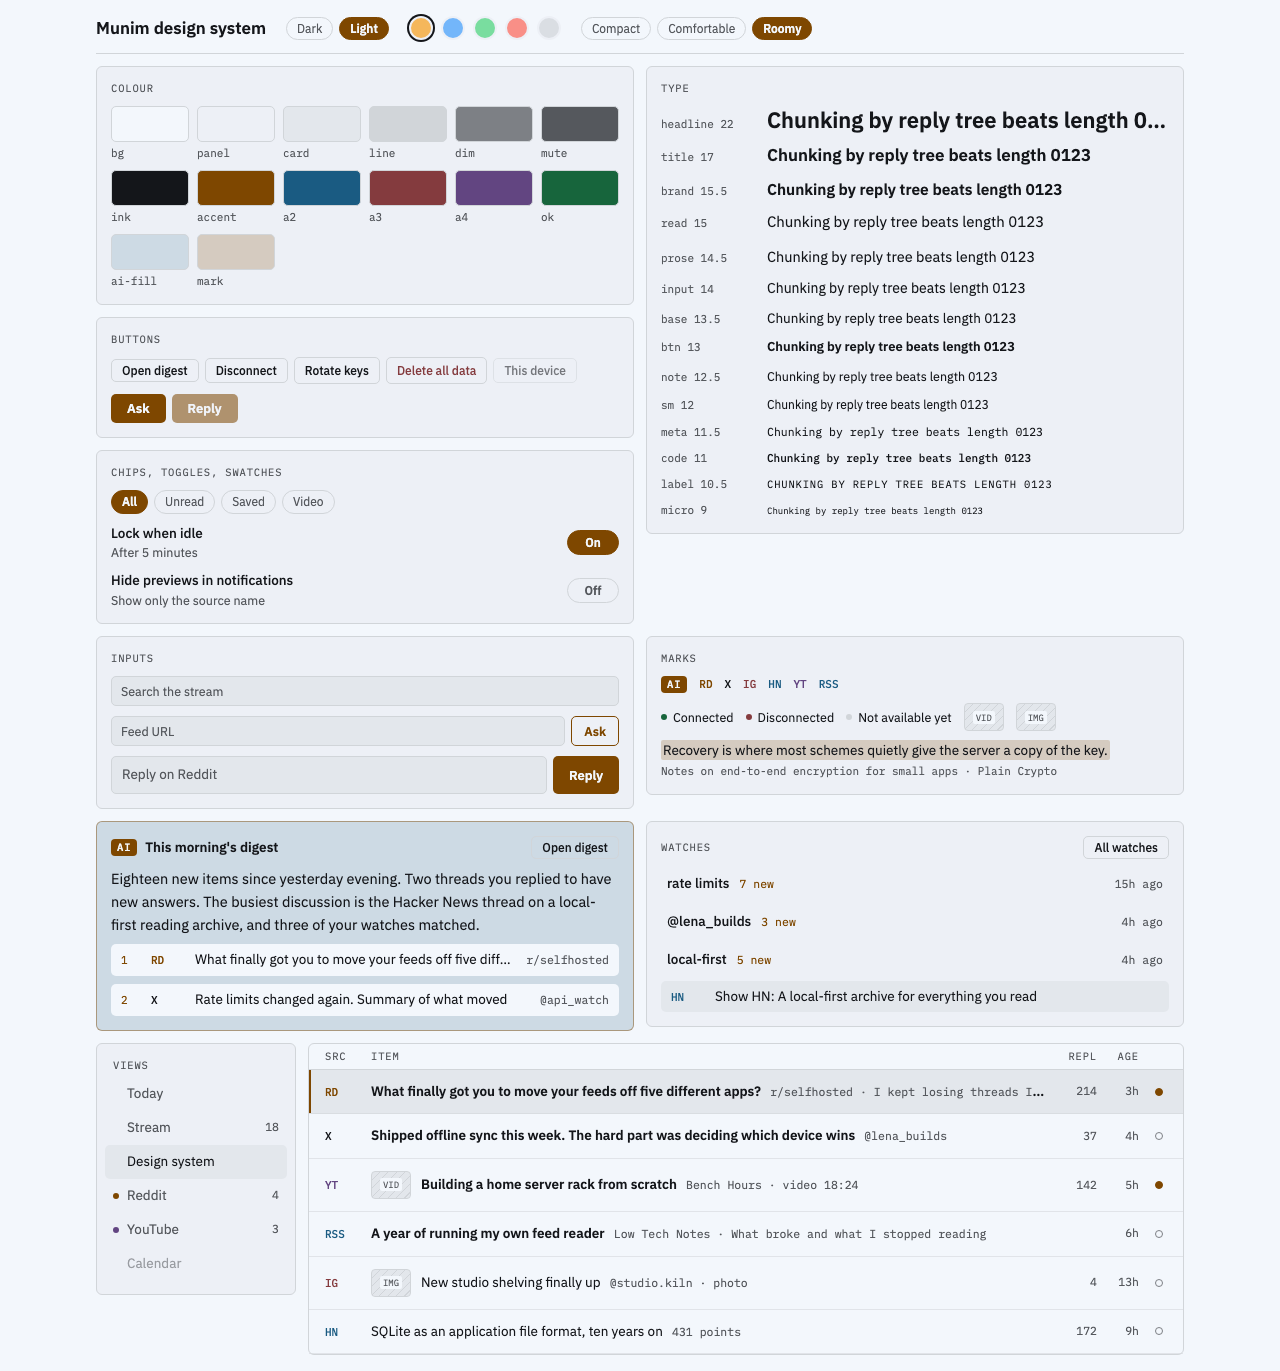 Munim design system
Dark
Light
Compact
Comfortable
Roomy
COLOUR
bg
panel
card
line
dim
mute
ink
accent
a2
a3
a4
ok
ai-fill
mark
TYPE
headline 22 Chunking by reply tree beats length 0...
title 17 Chunking by reply tree beats length 0123
brand 15.5 Chunking by reply tree beats length 0123
read 15 Chunking by reply tree beats length 0123
prose 14.5 Chunking by reply tree beats length 0123
input 14 Chunking by reply tree beats length 0123
base 13.5 Chunking by reply tree beats length 0123
btn 13 Chunking by reply tree beats length 0123
note 12.5 Chunking by reply tree beats length 0123
sm 12 Chunking by reply tree beats length 0123
meta 11.5 Chunking by reply tree beats length 0123
code 11 Chunking by reply tree beats length 0123
label 10.5 CHUNKING BY REPLY TREE BEATS LENGTH 0123
micro 9 Chunking by reply tree beats length 0123
BUTTONS
Open digest
Disconnect
Rotate keys
Delete all data
This device
Ask
Reply
CHIPS, TOGGLES, SWATCHES
All
Unread
Saved
Video
Lock when idle
After 5 minutes
On
Hide previews in notifications
Show only the source name
Off
INPUTS
Search the stream
Feed URL
Ask
Reply on Reddit
Reply
MARKS
AI RD X IG HN YT RSS
Connected
Disconnected
Not available yet
VID
IMG
Recovery is where most schemes quietly give the server a copy of the key.
Notes on end-to-end encryption for small apps · Plain Crypto
AI This morning's digest
Open digest
Eighteen new items since yesterday evening. Two threads you replied to have
new answers. The busiest discussion is the Hacker News thread on a local-
first reading archive, and three of your watches matched.
1 RD What finally got you to move your feeds off five diff... r/selfhosted
2 X Rate limits changed again. Summary of what moved @api_watch
WATCHES
All watches
rate limits 7 new 15h ago
@lena_builds 3 new 4h ago
local-first 5 new 4h ago
HN Show HN: A local-first archive for everything you read
VIEWS
Today
Stream 18
Design system
Reddit 4
YouTube 3
Calendar
SRC ITEM REPL AGE
RD What finally got you to move your feeds off five different apps? r/selfhosted · I kept losing threads I... 214 3h
X Shipped offline sync this week. The hard part was deciding which device wins @lena_builds 37 4h
YT VID Building a home server rack from scratch Bench Hours · video 18:24 142 5h
RSS A year of running my own feed reader Low Tech Notes · What broke and what I stopped reading 6h
IG IMG New studio shelving finally up @studio.kiln · photo 4 13h
HN SQLite as an application file format, ten years on 431 points 172 9h